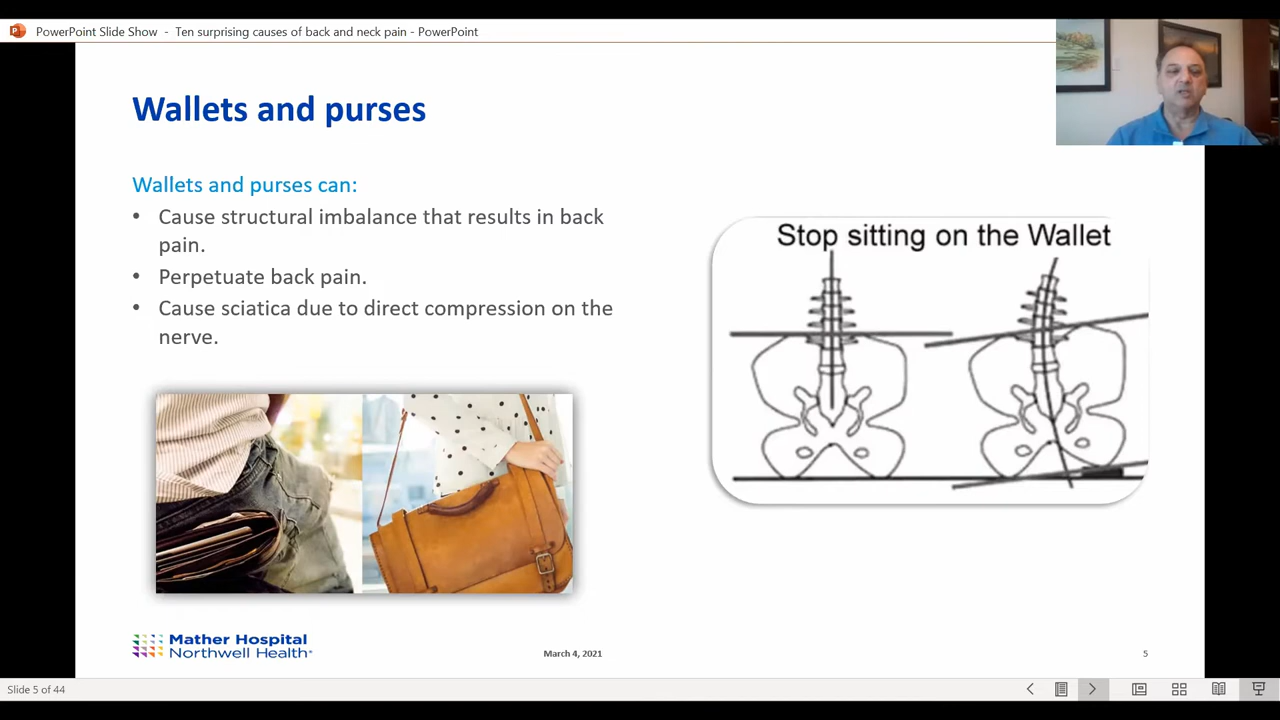 PowerPoint Slide Show - Ten surprising causes of back and neck pain - PowerPoint
Wallets and purses
Wallets and purses can:
• Cause structural imbalance that results in back
pain.
• Perpetuate back pain.
• Cause sciatica due to direct compression on the
nerve.
Stop sitting on the Wallet
Mather Hospital
Northwell Health
March 4, 2021
5
Slide 5 of 44